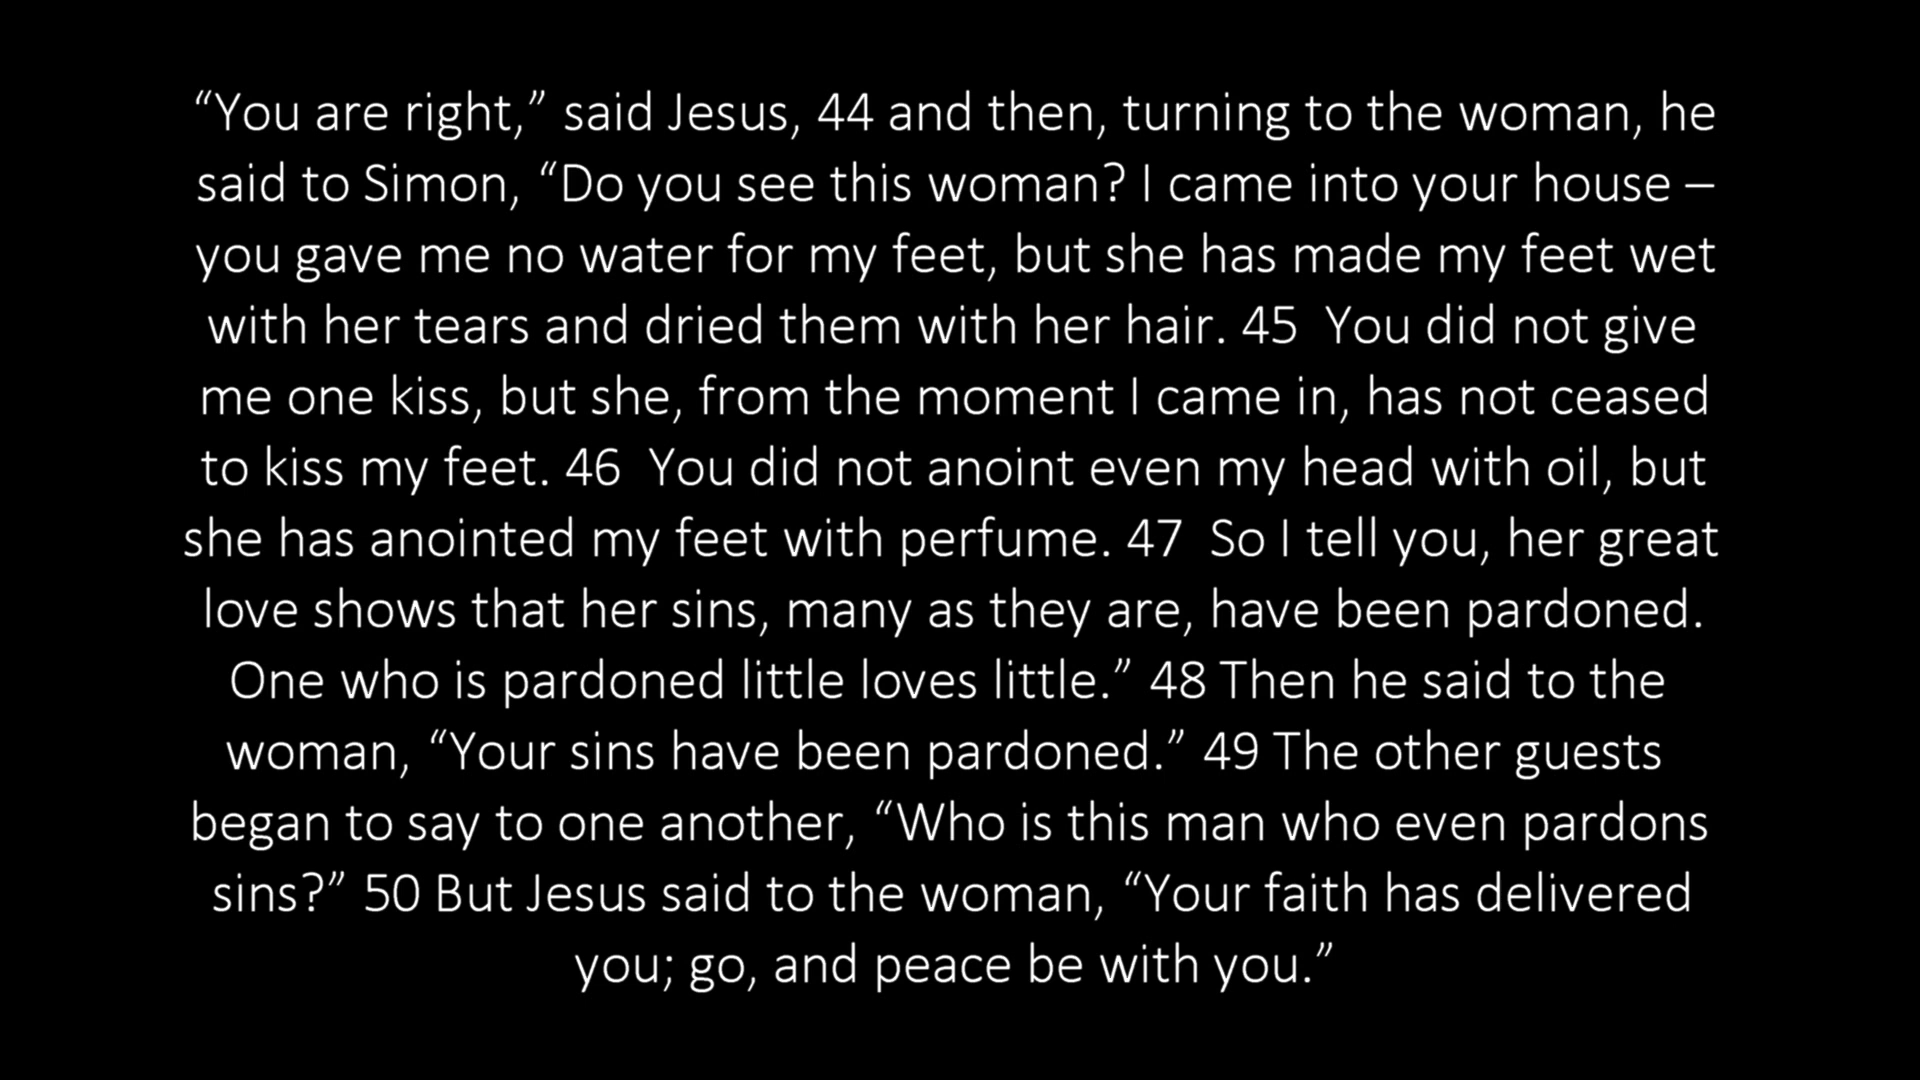 “You are right,” said Jesus, 44 and then, turning to the woman, he
said to Simon, “Do you see this woman? I came into your house –
you gave me no water for my feet, but she has made my feet wet
with her tears and dried them with her hair. 45  You did not give
me one kiss, but she, from the moment I came in, has not ceased
to kiss my feet. 46  You did not anoint even my head with oil, but
she has anointed my feet with perfume. 47  So I tell you, her great
love shows that her sins, many as they are, have been pardoned.
One who is pardoned little loves little.” 48 Then he said to the
woman, “Your sins have been pardoned.” 49 The other guests
began to say to one another, “Who is this man who even pardons
sins?” 50 But Jesus said to the woman, “Your faith has delivered
you; go, and peace be with you.”